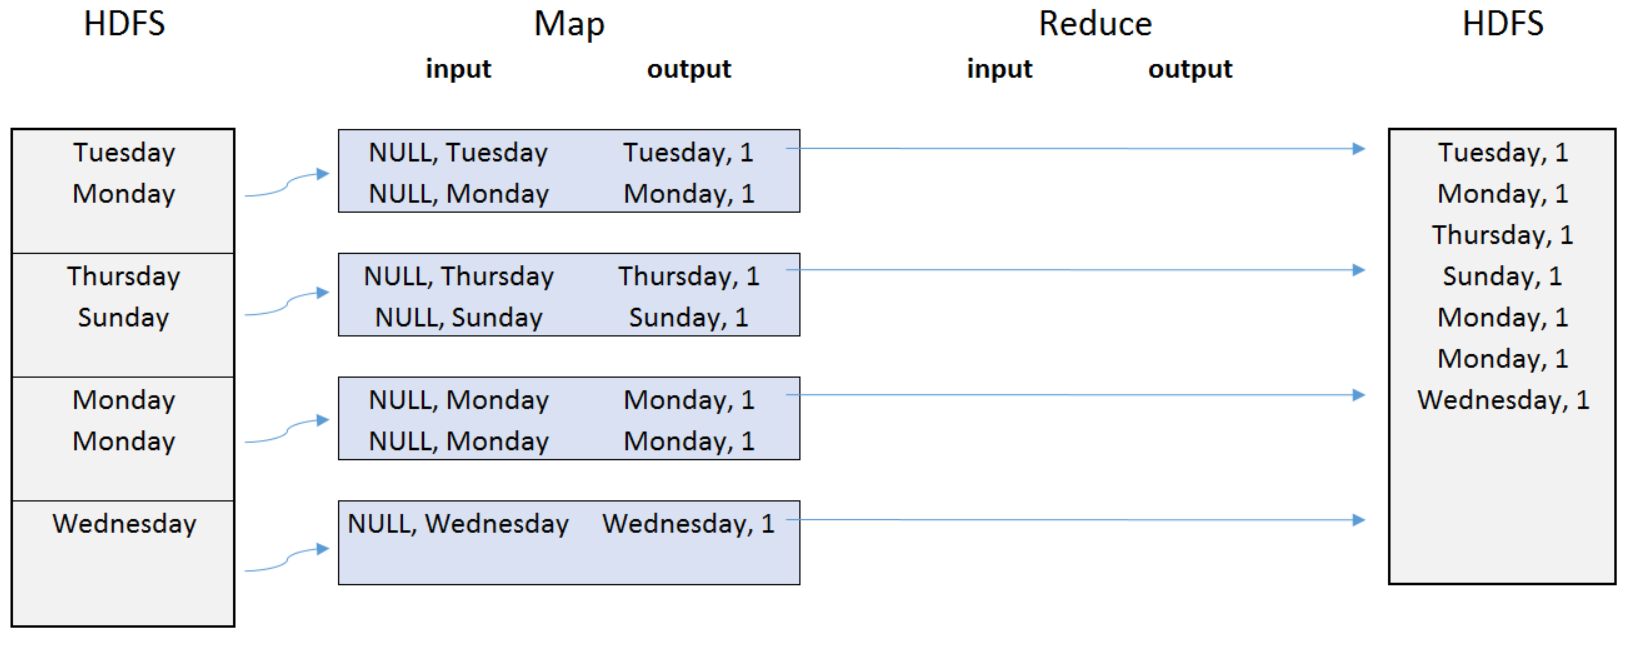 HDFS Map Reduce HDFS
input output input output
Tuesday NULL, Tuesday Tuesday, 1 Tuesday, 1
Monday NULL, Monday Monday, 1 Monday, 1
Thursday, 1
Thursday NULL, Thursday Thursday, 1 Sunday, 1
Sunday NULL, Sunday Sunday, 1 Monday, 1
Monday, 1
Monday NULL, Monday Monday, 1 Wednesday, 1
Monday NULL, Monday Monday, 1
Wednesday NULL, Wednesday Wednesday, 1